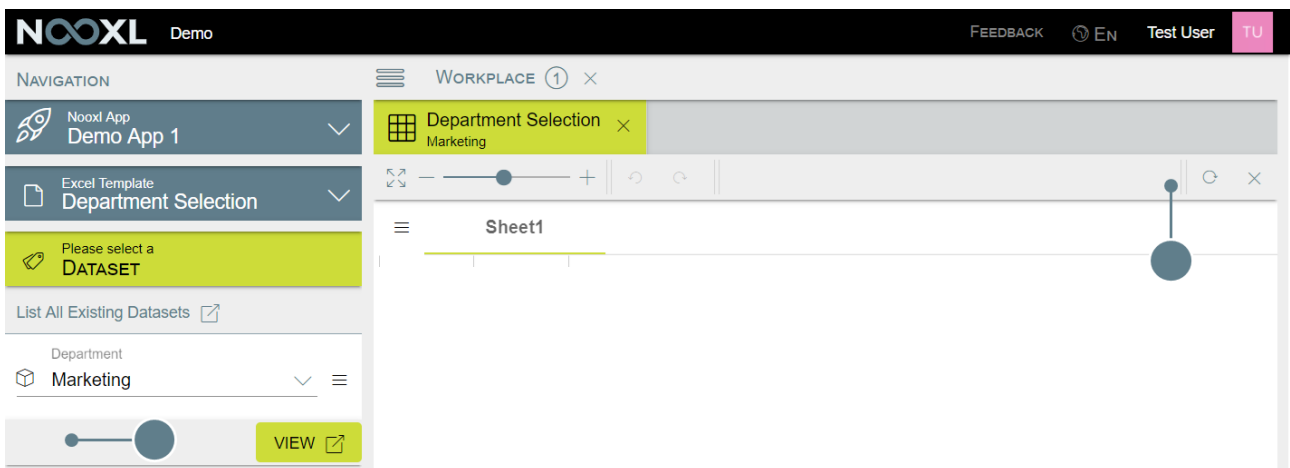 NOOXL Demo FEEDBACK EN Test User TU
NAVIGATION
WORKPLACE 1
Nooxl App
Demo App 1
Department Selection
Marketing
Excel Template
Department Selection
Sheet1
Please select a
DATASET
List All Existing Datasets
Department
Marketing
VIEW